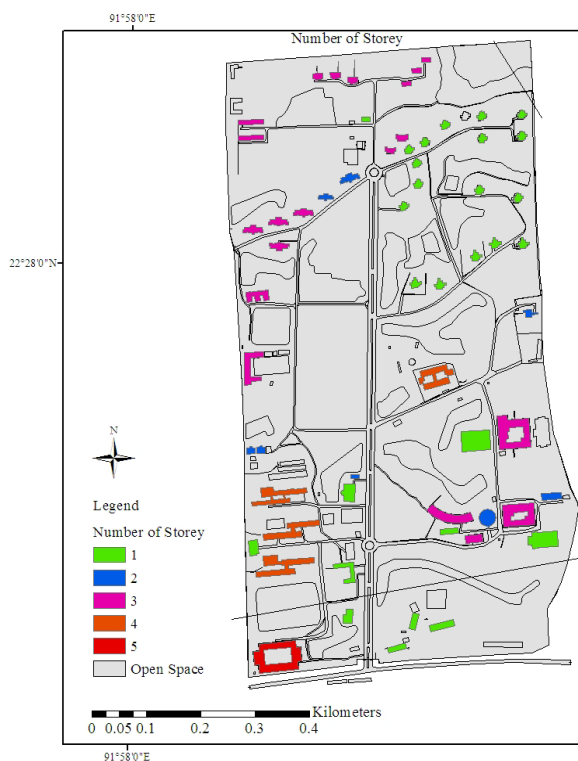 91°58'0"E
Number of Storey
22°28'0"N
N
Legend
Number of Storey
1
2
3
4
5
Open Space
Kilometers
0 0.05 0.1 0.2 0.3 0.4
91°58'0"E